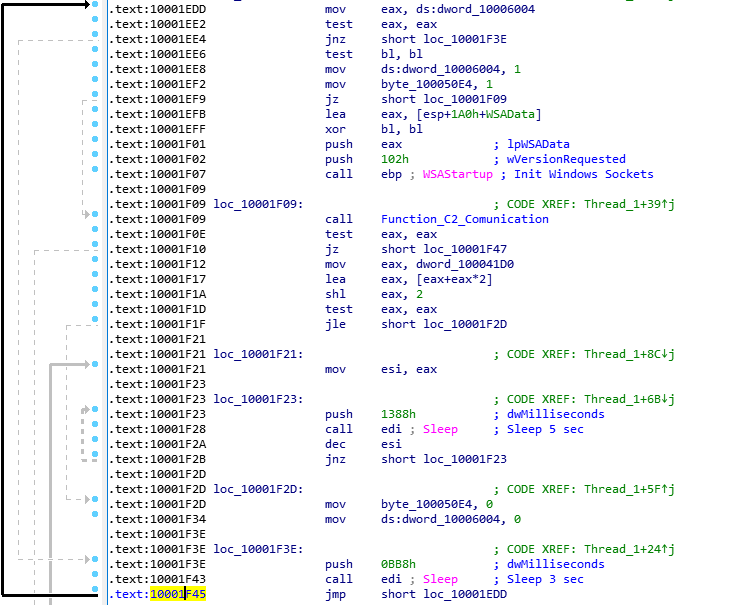 .text:10001EDD mov eax, ds:dword_10006004
.text:10001EE2 test eax, eax
.text:10001EE4 jnz short loc_10001F3E
.text:10001EE6 test bl, bl
.text:10001EE8 mov ds:dword_10006004, 1
.text:10001EF2 mov byte_100050E4, 1
.text:10001EF9 jz short loc_10001F09
.text:10001EFB lea eax, [esp+1A0h+WSAData]
.text:10001EFF xor bl, bl
.text:10001F01 push eax ; lpWSAData
.text:10001F02 push 102h ; wVersionRequested
.text:10001F07 call ebp ; WSAStartup ; Init Windows Sockets
.text:10001F09
.text:10001F09 loc_10001F09: ; CODE XREF: Thread_1+39↑j
.text:10001F09 call Function_C2_Comunication
.text:10001F0E test eax, eax
.text:10001F10 jz short loc_10001F47
.text:10001F12 mov eax, dword_100041D0
.text:10001F17 lea eax, [eax+eax*2]
.text:10001F1A shl eax, 2
.text:10001F1D test eax, eax
.text:10001F1F jle short loc_10001F2D
.text:10001F21
.text:10001F21 loc_10001F21: ; CODE XREF: Thread_1+8C↓j
.text:10001F21 mov esi, eax
.text:10001F23
.text:10001F23 loc_10001F23: ; CODE XREF: Thread_1+6B↓j
.text:10001F23 push 1388h ; dwMilliseconds
.text:10001F28 call edi ; Sleep ; Sleep 5 sec
.text:10001F2A dec esi
.text:10001F2B jnz short loc_10001F23
.text:10001F2D
.text:10001F2D loc_10001F2D: ; CODE XREF: Thread_1+5F↑j
.text:10001F2D mov byte_100050E4, 0
.text:10001F34 mov ds:dword_10006004, 0
.text:10001F3E
.text:10001F3E loc_10001F3E: ; CODE XREF: Thread_1+24↑j
.text:10001F3E push 0BB8h ; dwMilliseconds
.text:10001F43 call edi ; Sleep ; Sleep 3 sec
.text:10001F45 jmp short loc_10001EDD